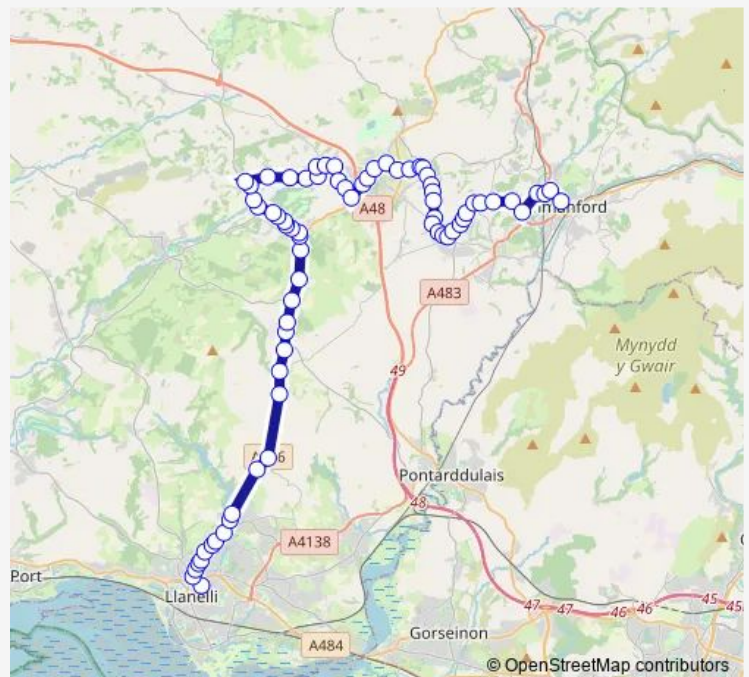 A48
A483
Mynydd
y Gwair
49
Pontarddulais
48
A4138
Port
Llanelli
47
47
46
46
45
A484
Gorseinon
© OpenStreetMap contributors